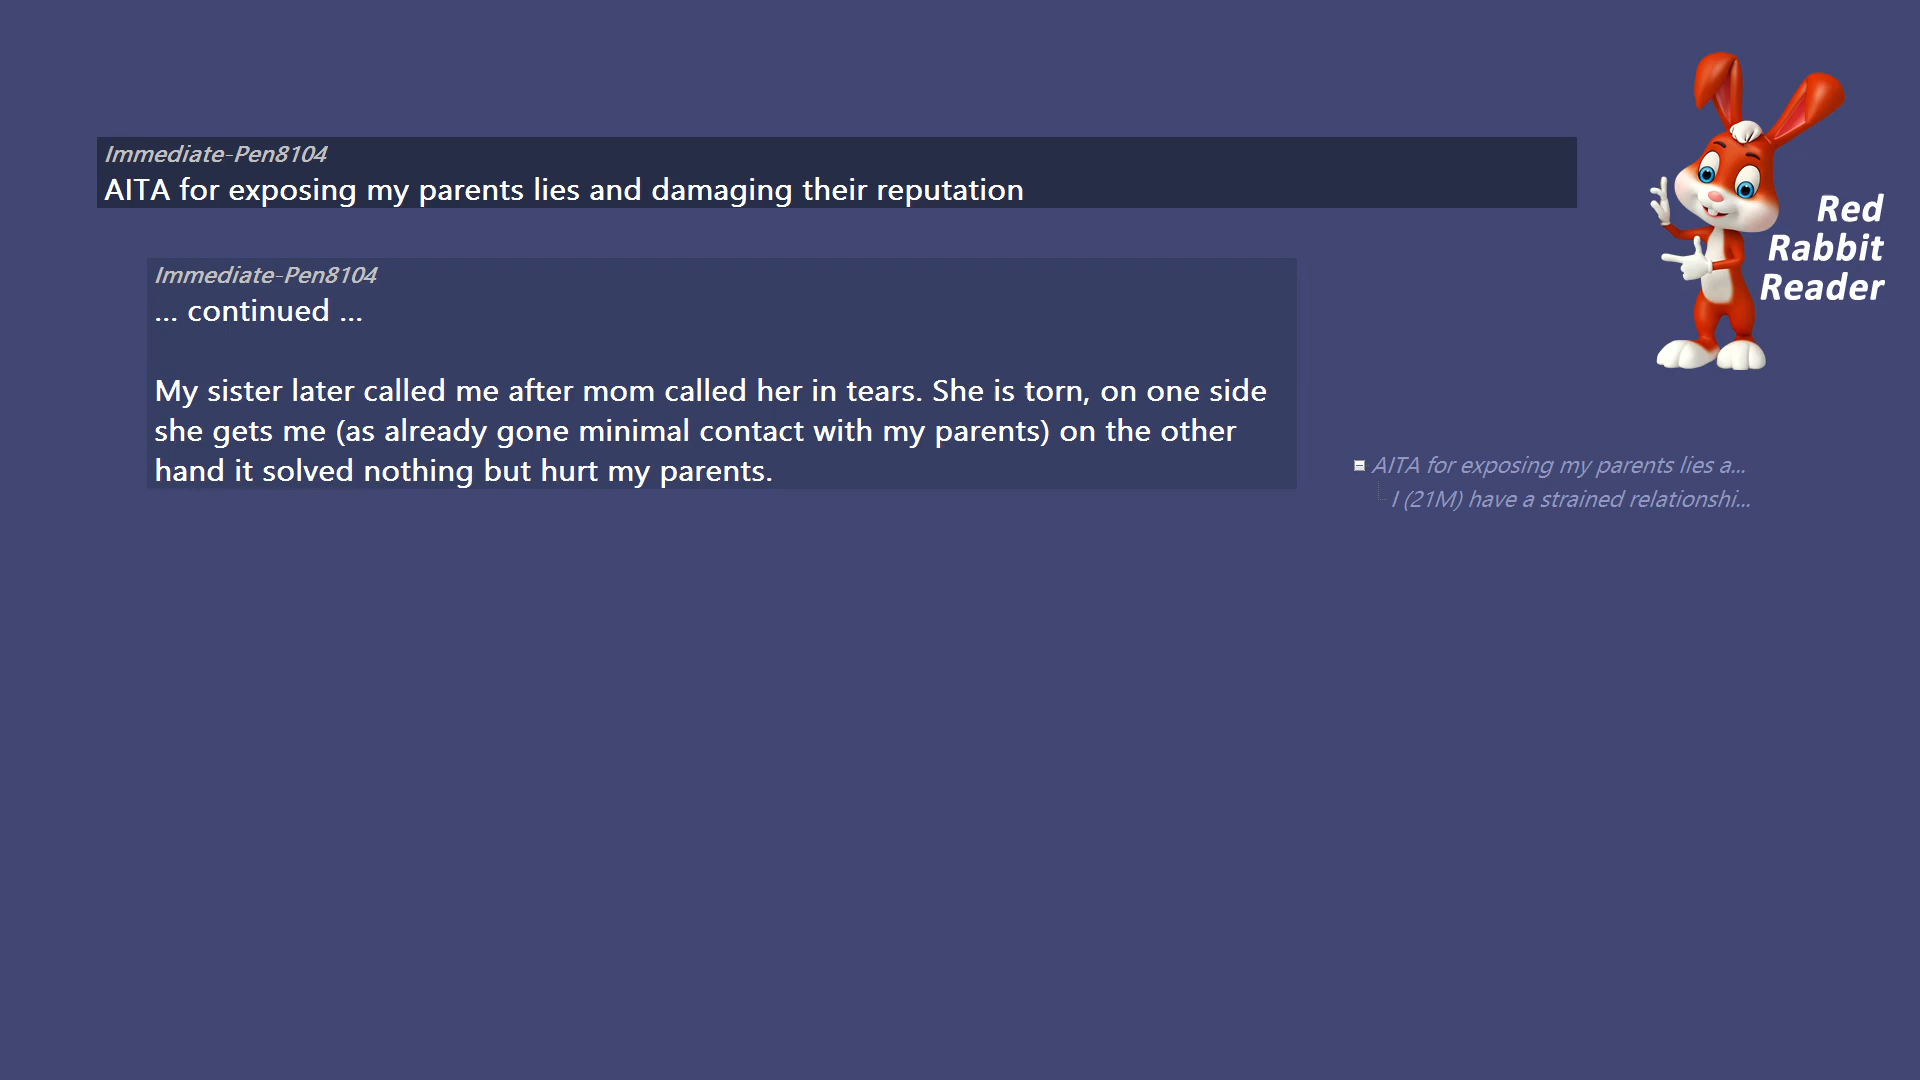 Immediate-Pen8104
AITA for exposing my parents lies and damaging their reputation
Immediate-Pen8104
... continued ...
My sister later called me after mom called her in tears. She is torn, on one side
she gets me (as already gone minimal contact with my parents) on the other
hand it solved nothing but hurt my parents.
Red
Rabbit
Reader
AITA for exposing my parents lies a...
I (21M) have a strained relationshi...